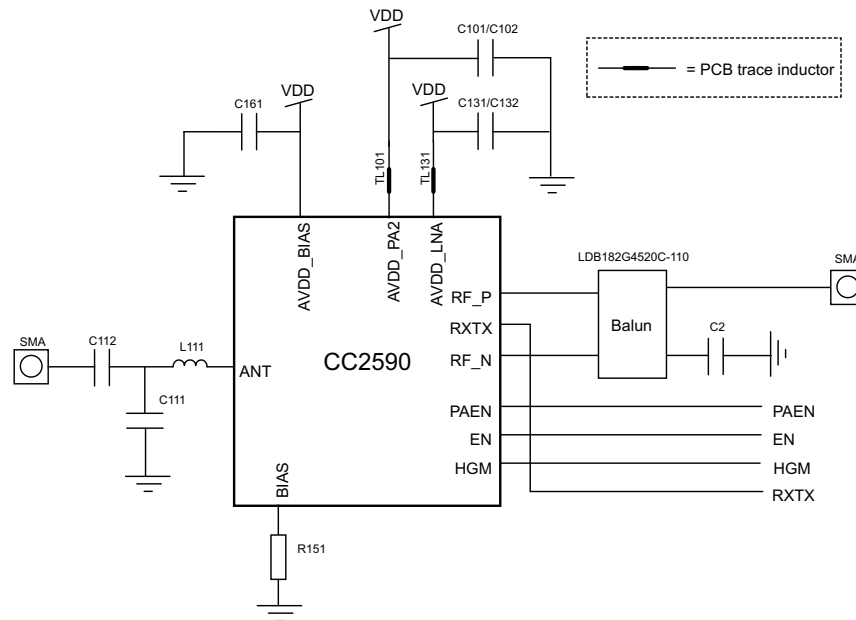 VDD
C101/C102
= PCB trace inductor
VDD
VDD
C161
C131/C132
TL101
TL131
AVDD_BIAS
AVDD_PA2
AVDD_LNA
LDB182G4520C-110
SMA
RF_P
RXTX
Balun
C2
SMA
C112
L111
ANT
CC2590
RF_N
C111
PAEN
PAEN
EN
EN
HGM
HGM
BIAS
RXTX
R151